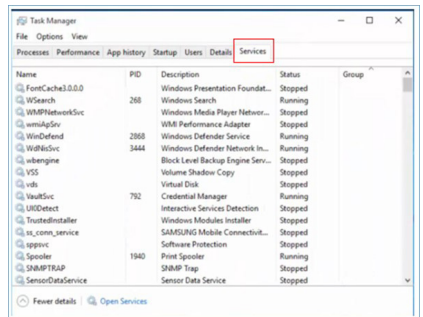 Task Manager
File Options View
Processes Performance App history Startup Users Details Services
Name PID Description Status Group
FontCache3.0.0.0 Windows Presentation Foundat... Stopped
WSearch 268 Windows Search Running
WMPNetworkSvc Windows Media Player Networ... Stopped
wmiApSrv WMI Performance Adapter Stopped
WinDefend 2868 Windows Defender Service Running
WdNisSvc 3444 Windows Defender Network In... Running
wbengine Block Level Backup Engine Serv... Stopped
VSS Volume Shadow Copy Stopped
vds Virtual Disk Stopped
VaultSvc 792 Credential Manager Running
UI0Detect Interactive Services Detection Stopped
TrustedInstaller Windows Modules Installer Stopped
ss_conn_service SAMSUNG Mobile Connectivit... Stopped
sppsvc Software Protection Stopped
Spooler 1940 Print Spooler Running
SNMPTRAP SNMP Trap Stopped
SensorDataService Sensor Data Service Stopped
Fewer details Open Services